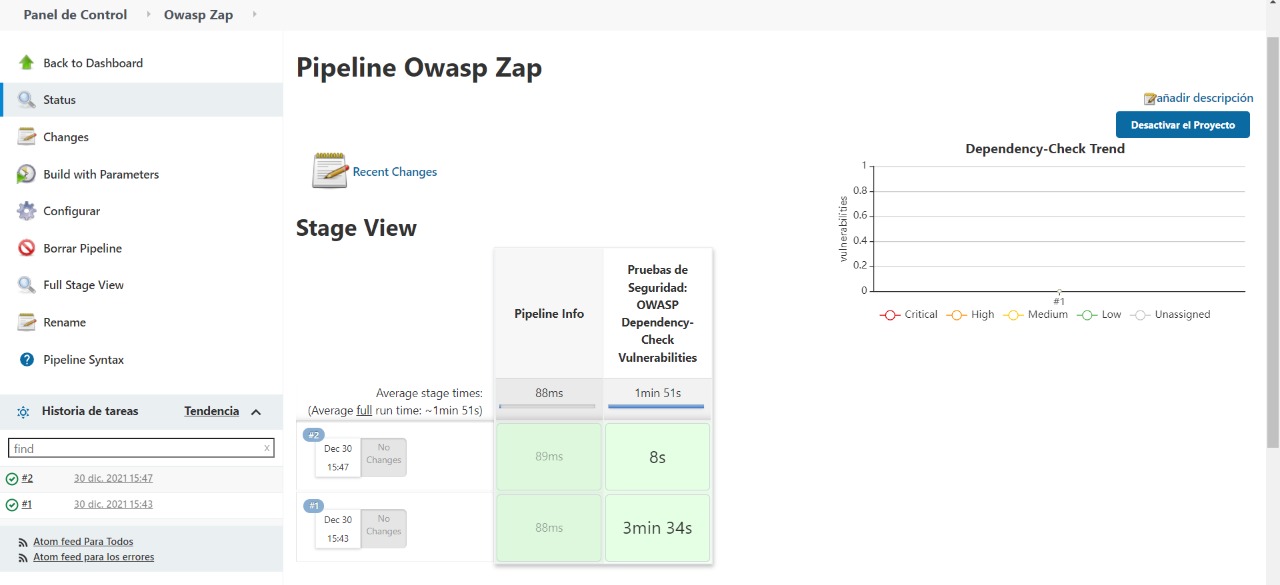 Panel de Control
Owasp Zap
Back to Dashboard
Status
Changes
Build with Parameters
Configurar
Borrar Pipeline
Full Stage View
Rename
Pipeline Syntax
Historia de tareas
Tendencia
find
x
#2
30 dic. 2021 15:47
#1
30 dic. 2021 15:43
Atom feed Para Todos
Atom feed para los errores
Pipeline Owasp Zap
añadir descripción
Desactivar el Proyecto
Recent Changes
Dependency-Check Trend
vulnerabilities
1
0.8
0.6
0.4
0.2
0
#1
Critical
High
Medium
Low
Unassigned
Stage View
Pipeline Info
Pruebas de
Seguridad:
OWASP
Dependency-
Check
Vulnerabilities
Average stage times:
(Average full run time: ~1min 51s)
88ms
1min 51s
#2
Dec 30
15:47
No
Changes
89ms
8s
#1
Dec 30
15:43
No
Changes
88ms
3min 34s